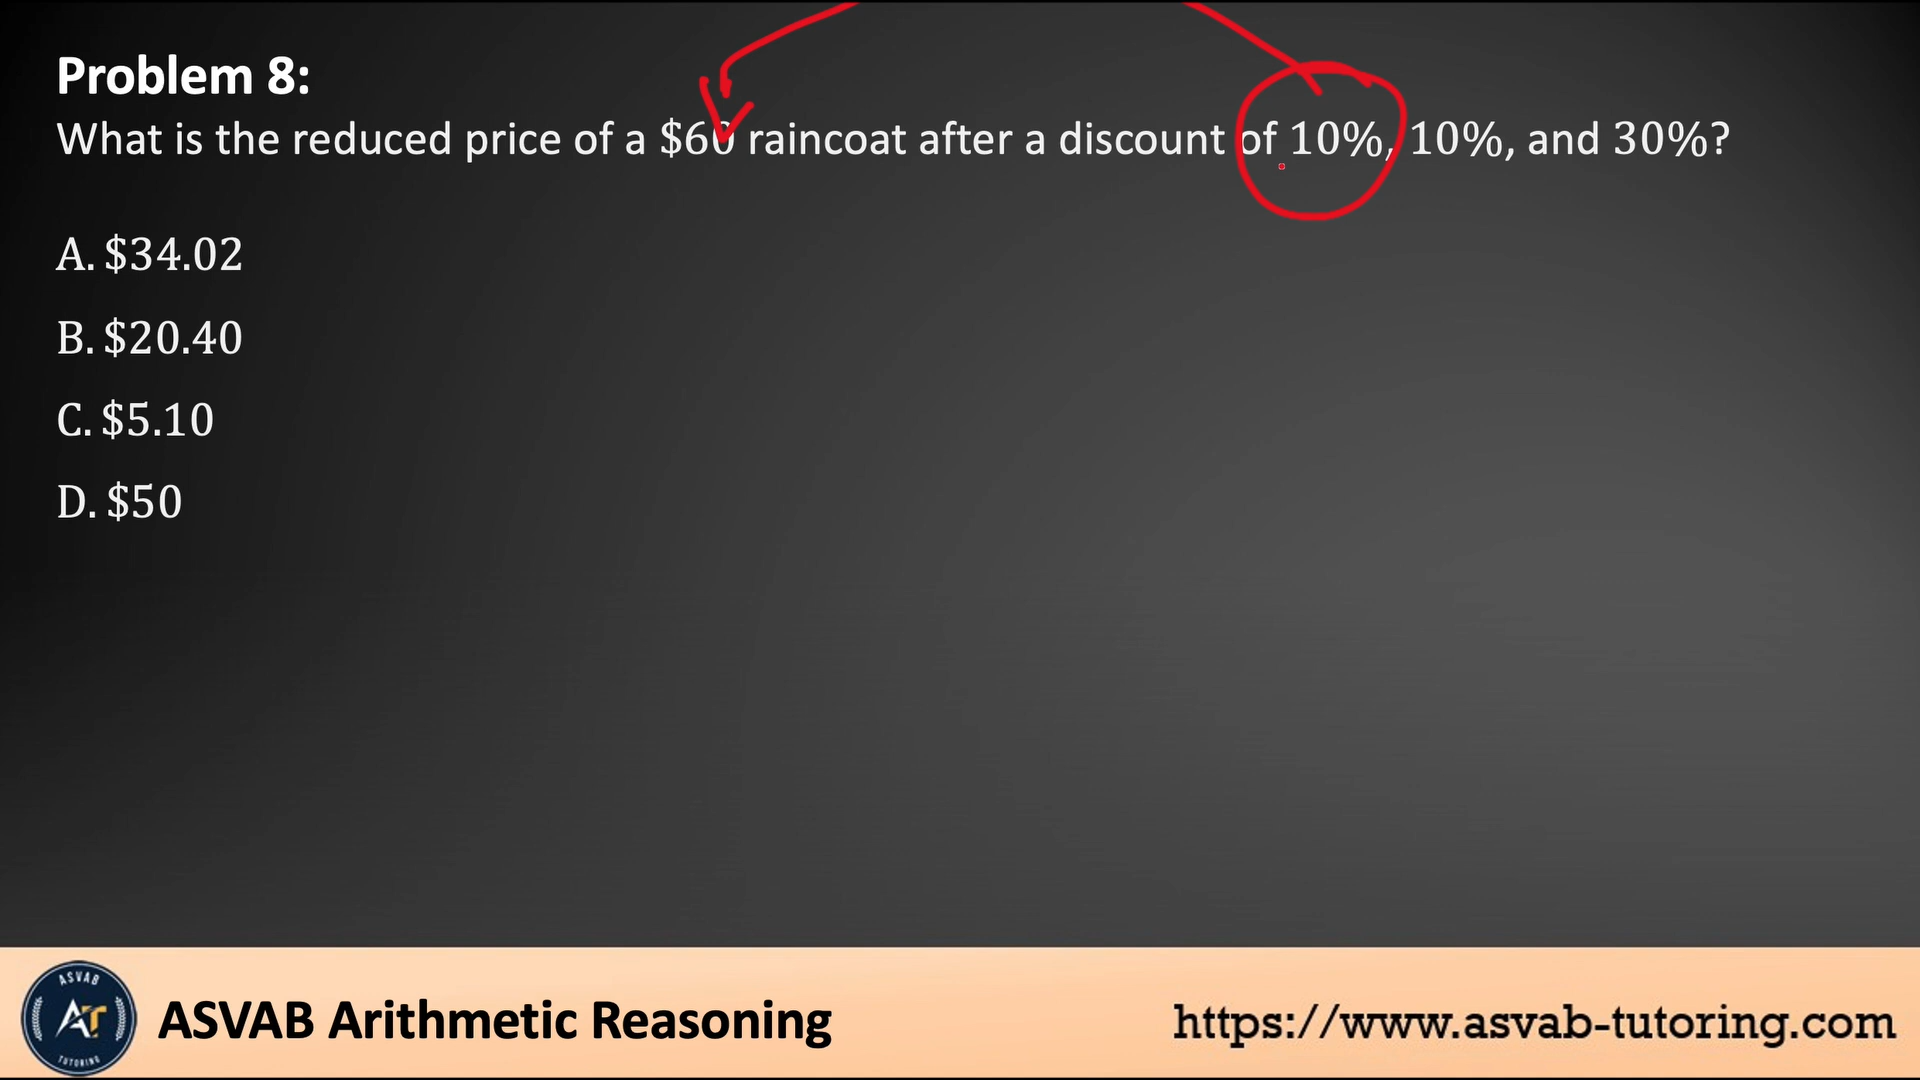 Problem 8:
What is the reduced price of a $60 raincoat after a discount of 10%, 10%, and 30%?
A. $34.02
B. $20.40
C. $5.10
D. $50
ASVAB
AT
TUTORING
ASVAB Arithmetic Reasoning
https://www.asvab-tutoring.com